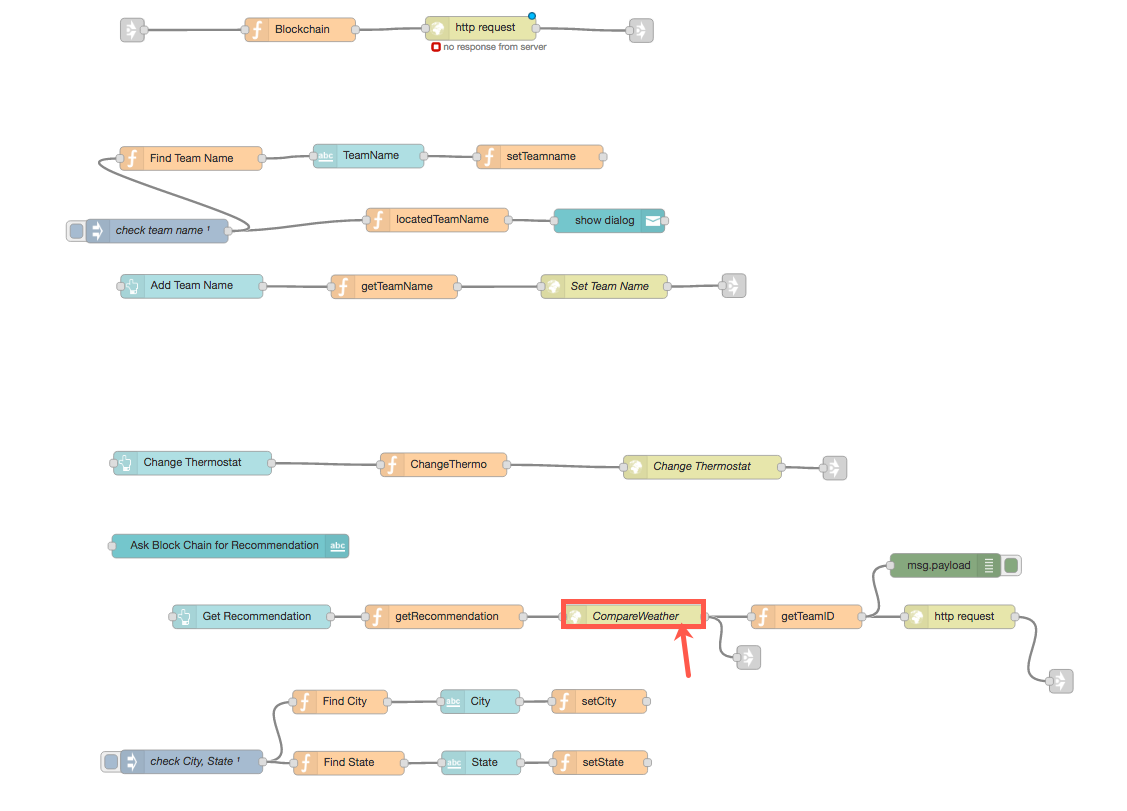 Blockchain
http request
no response from server
Find Team Name
abc
TeamName
setTeamname
check team name ¹
locatedTeamName
show dialog
Add Team Name
getTeamName
Set Team Name
Change Thermostat
ChangeThermo
Change Thermostat
Ask Block Chain for Recommendation
abc
msg.payload
Get Recommendation
getRecommendation
CompareWeather
getTeamID
http request
Find City
abc
City
setCity
check City, State ¹
Find State
abc
State
setState